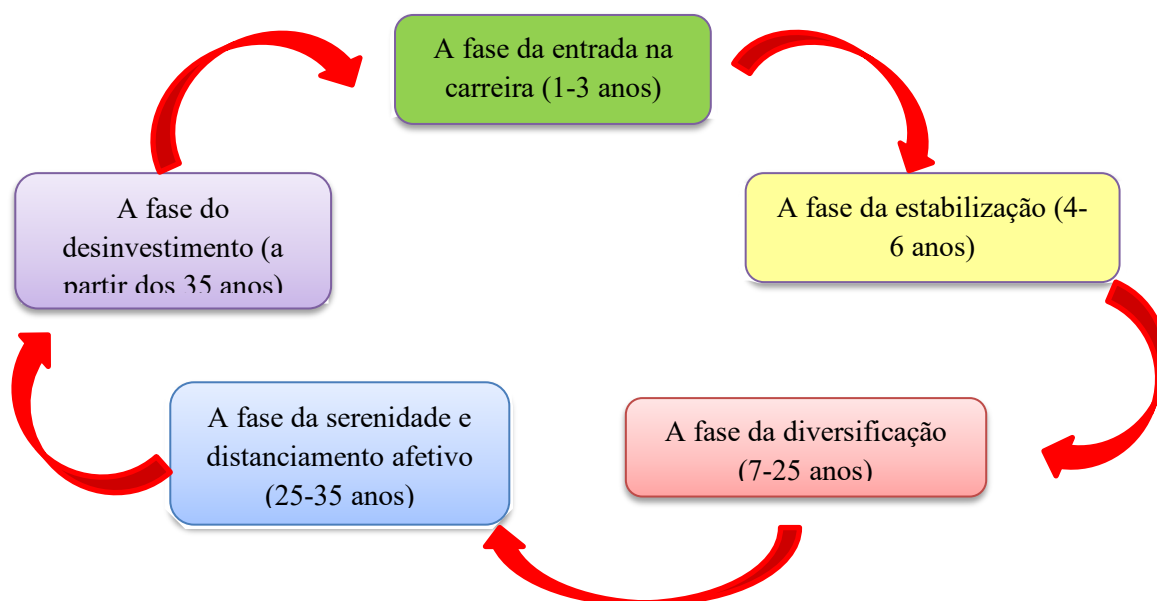 A fase da entrada na
carreira (1-3 anos)
A fase da estabilização (4-
6 anos)
A fase da diversificação
(7-25 anos)
A fase da serenidade e
distanciamento afetivo
(25-35 anos)
A fase do
desinvestimento (a
partir dos 35 anos)